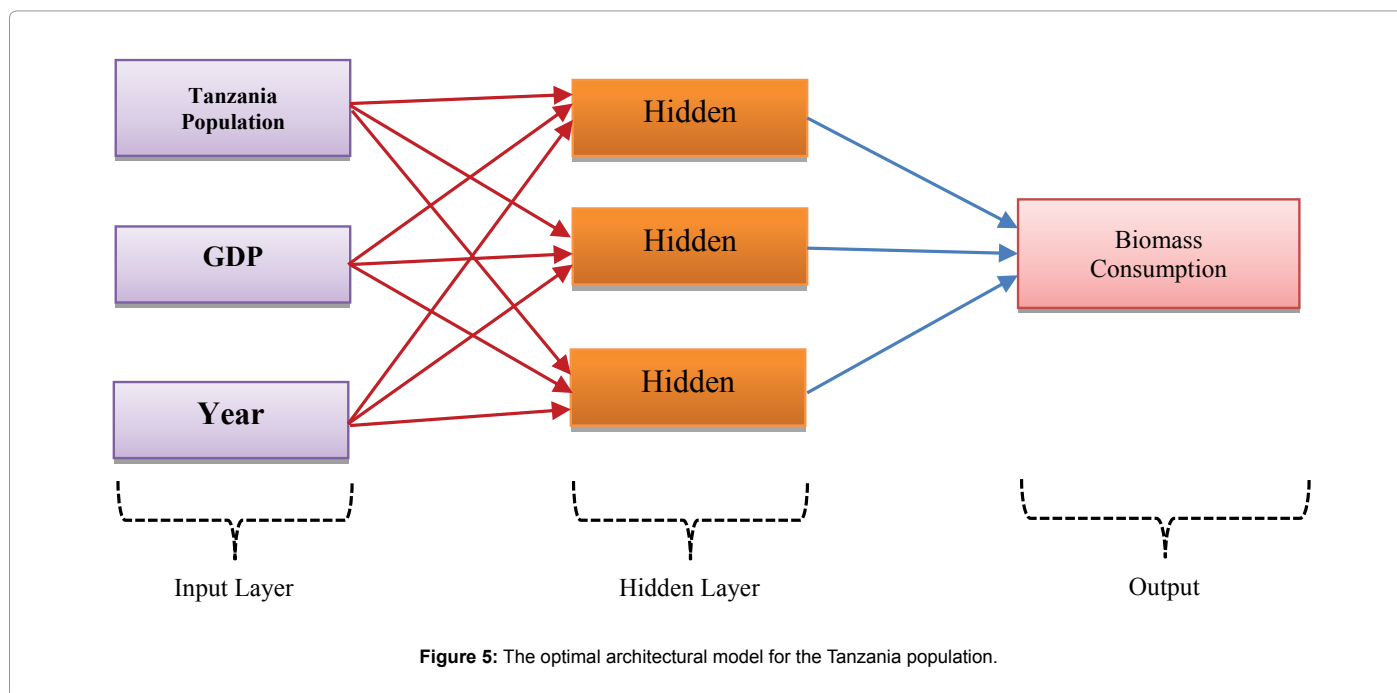 Tanzania
Population
GDP
Year
Hidden
Hidden
Hidden
Biomass
Consumption
Input Layer
Hidden Layer
Output
Figure 5: The optimal architectural model for the Tanzania population.